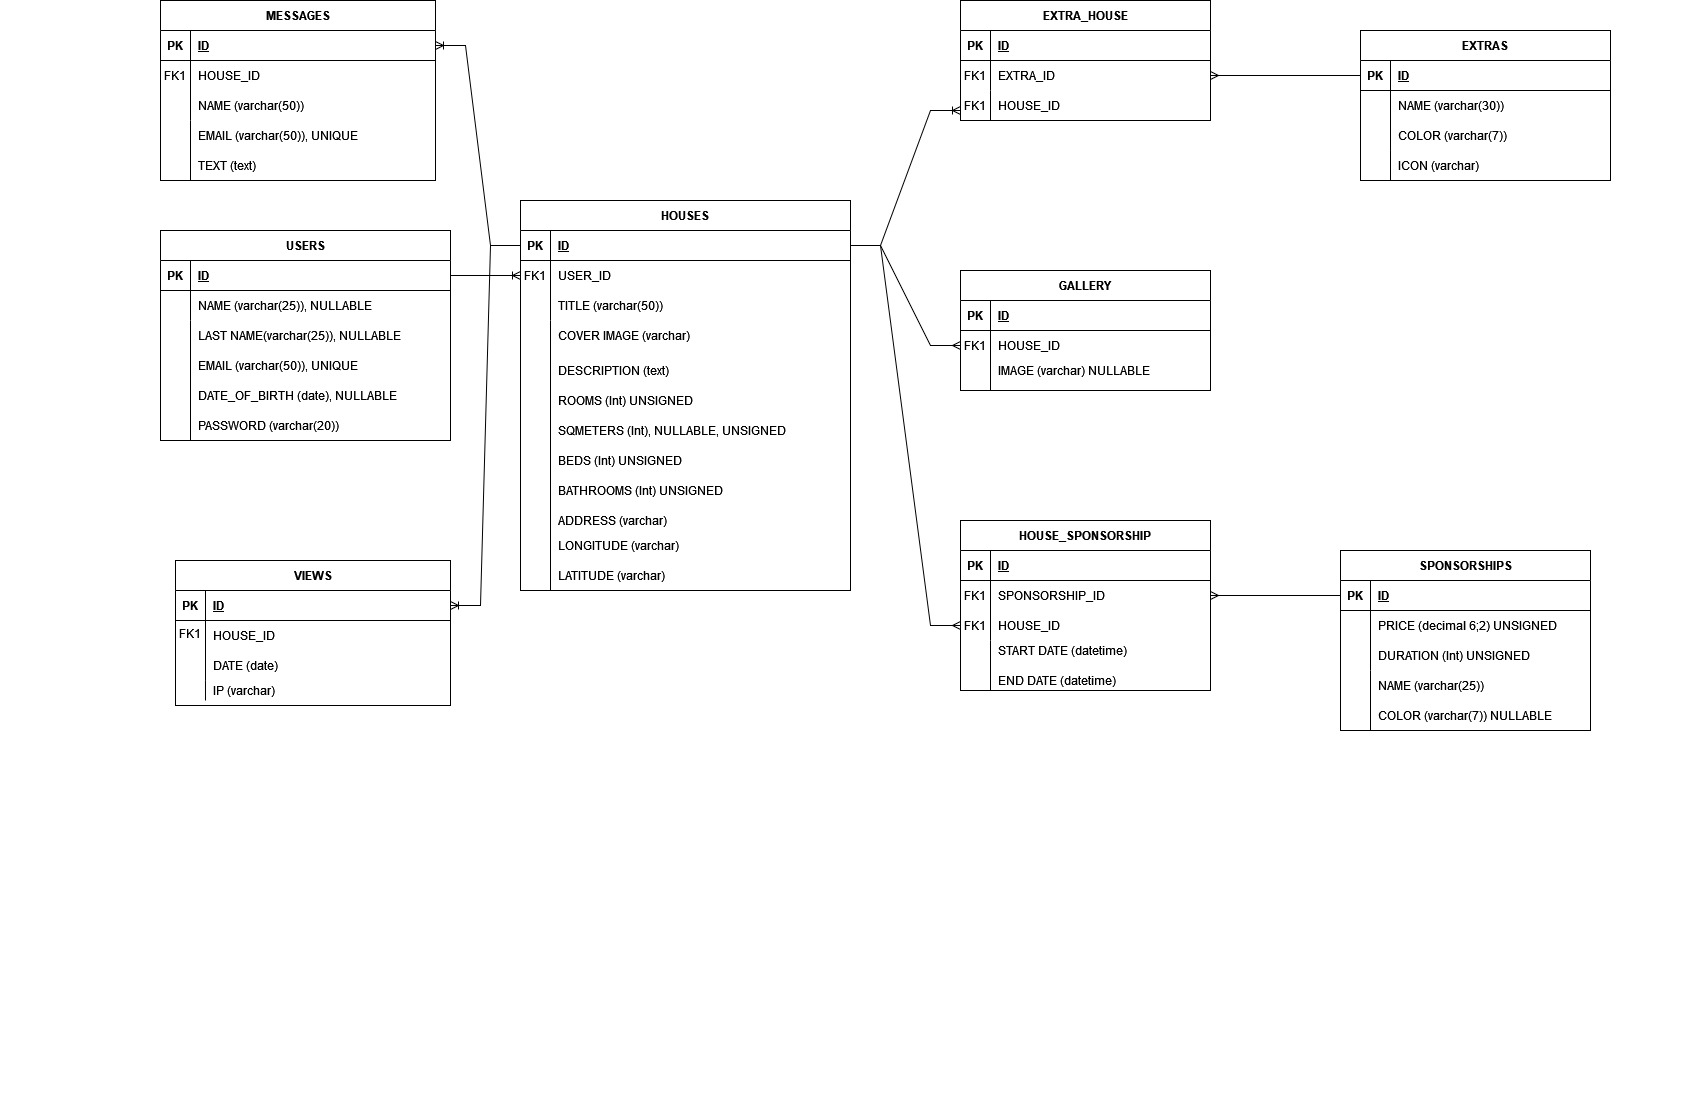 MESSAGES
PK ID
FK1 HOUSE_ID
NAME (varchar(50))
EMAIL (varchar(50)), UNIQUE
TEXT (text)
USERS
PK ID
NAME (varchar(25)), NULLABLE
LAST NAME(varchar(25)), NULLABLE
EMAIL (varchar(50)), UNIQUE
DATE_OF_BIRTH (date), NULLABLE
PASSWORD (varchar(20))
VIEWS
PK ID
FK1 HOUSE_ID
DATE (date)
IP (varchar)
HOUSES
PK ID
FK1 USER_ID
TITLE (varchar(50))
COVER IMAGE (varchar)
DESCRIPTION (text)
ROOMS (Int) UNSIGNED
SQMETERS (Int), NULLABLE, UNSIGNED
BEDS (Int) UNSIGNED
BATHROOMS (Int) UNSIGNED
ADDRESS (varchar)
LONGITUDE (varchar)
LATITUDE (varchar)
EXTRA_HOUSE
PK ID
FK1 EXTRA_ID
FK1 HOUSE_ID
EXTRAS
PK ID
NAME (varchar(30))
COLOR (varchar(7))
ICON (varchar)
GALLERY
PK ID
FK1 HOUSE_ID
IMAGE (varchar) NULLABLE
HOUSE_SPONSORSHIP
PK ID
FK1 SPONSORSHIP_ID
FK1 HOUSE_ID
START DATE (datetime)
END DATE (datetime)
SPONSORSHIPS
PK ID
PRICE (decimal 6;2) UNSIGNED
DURATION (Int) UNSIGNED
NAME (varchar(25))
COLOR (varchar(7)) NULLABLE